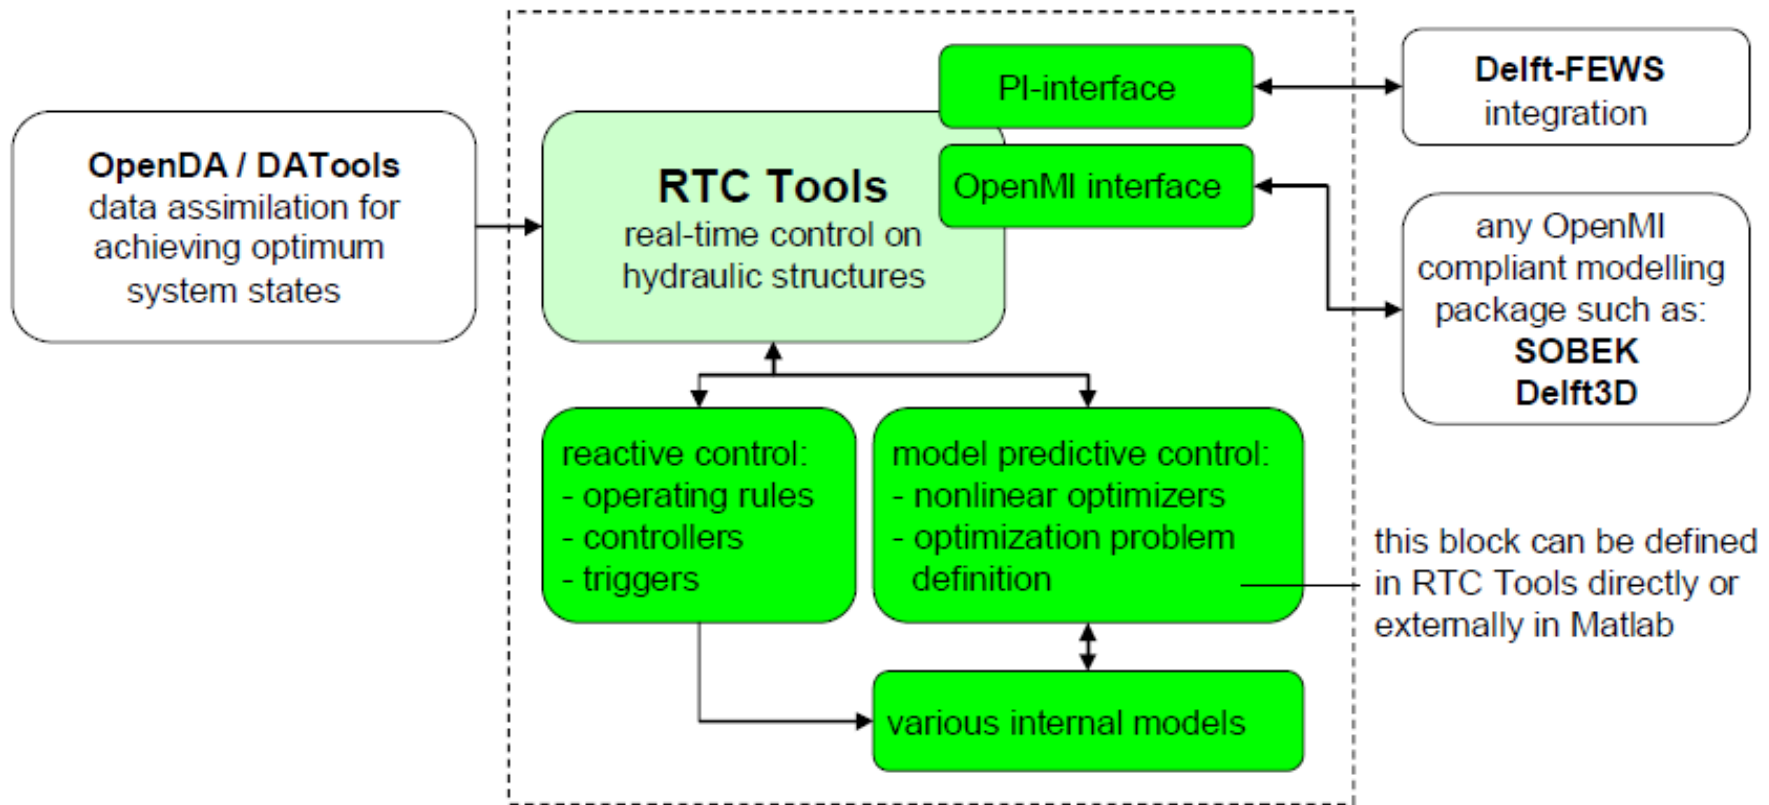 OpenDA / DATools
data assimilation for
achieving optimum
system states
RTC Tools
real-time control on
hydraulic structures
PI-interface
OpenMI interface
Delft-FEWS
integration
any OpenMI
compliant modelling
package such as:
SOBEK
Delft3D
reactive control:
- operating rules
- controllers
- triggers
model predictive control:
- nonlinear optimizers
- optimization problem
definition
this block can be defined
in RTC Tools directly or
externally in Matlab
various internal models